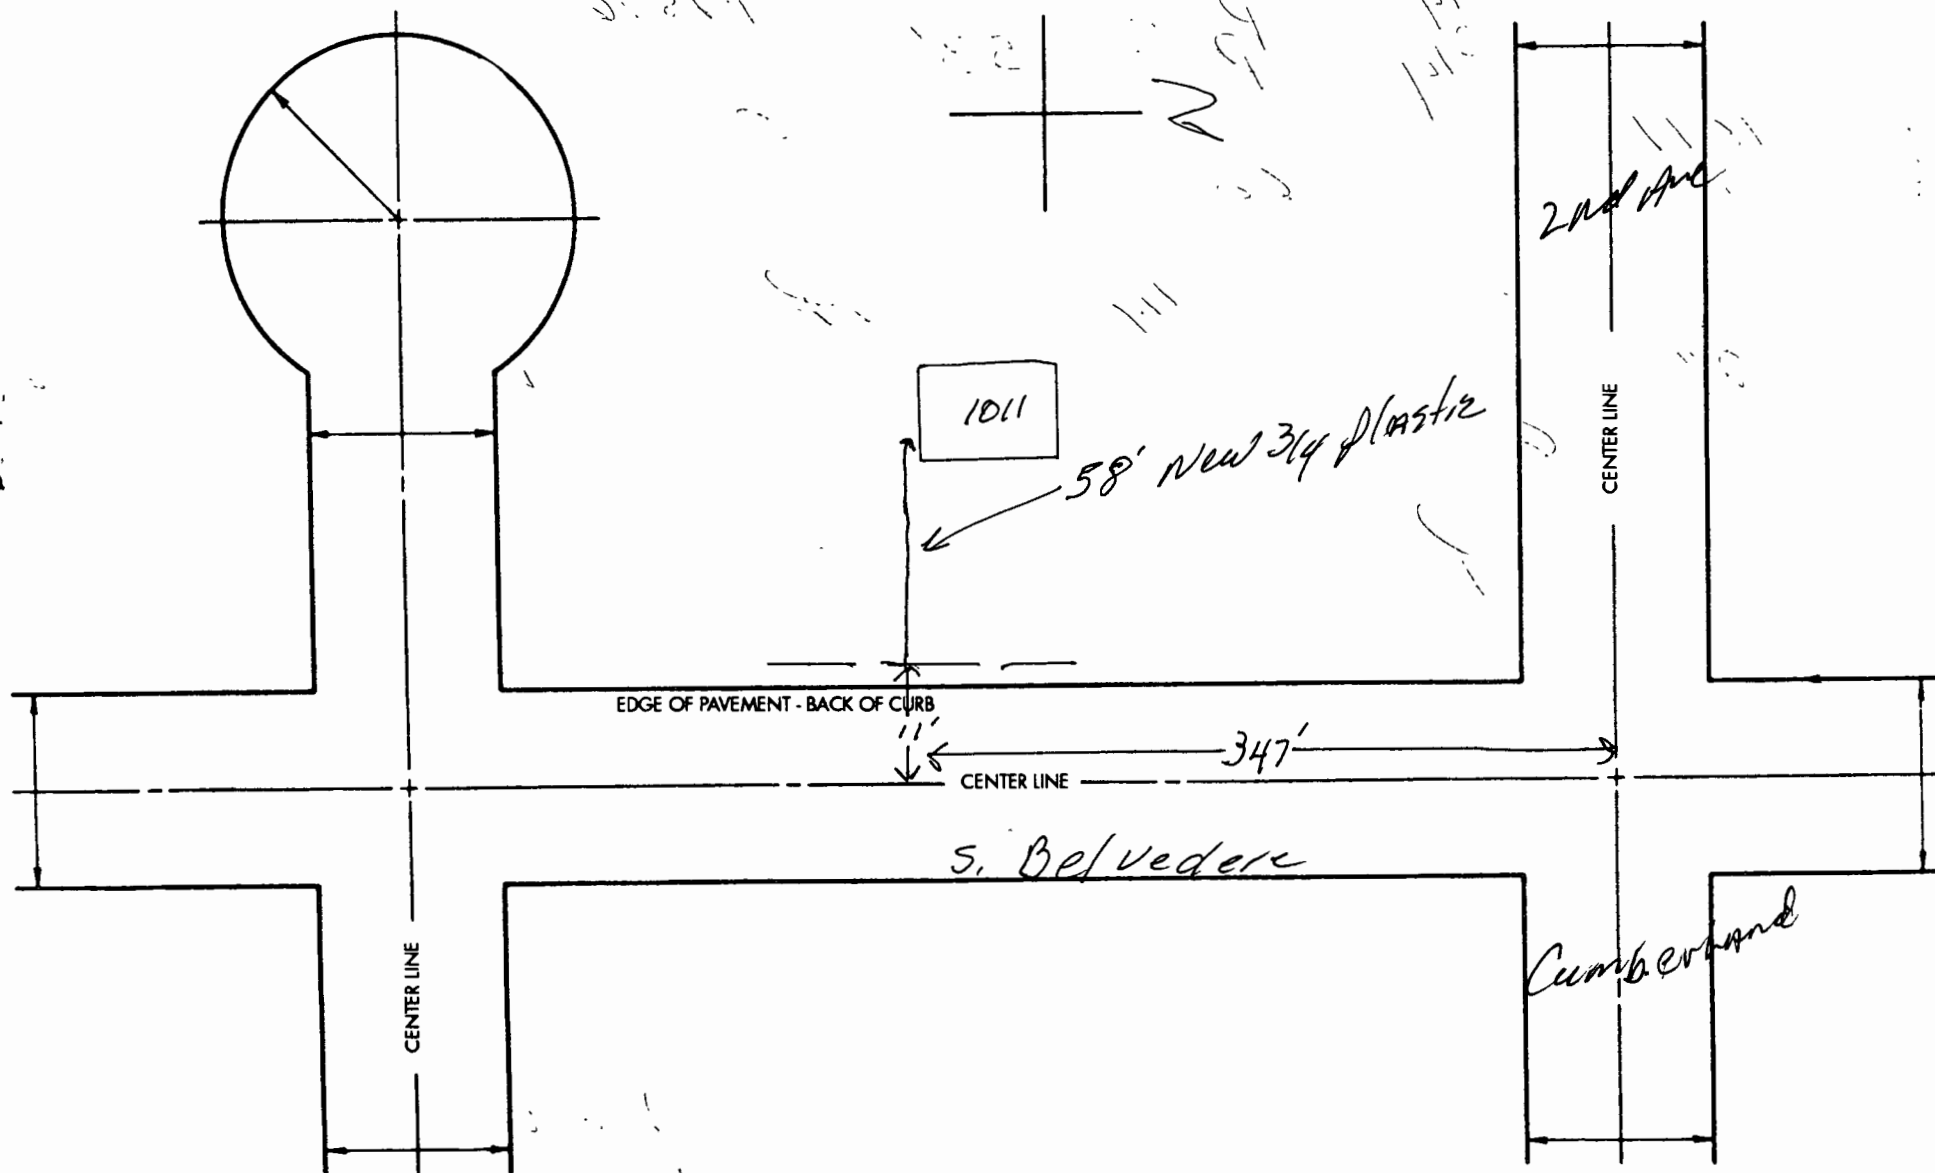 N
2nd Ave
1011
58' New 3/4 plastic
CENTER LINE
EDGE OF PAVEMENT - BACK OF CURB
11'
347'
CENTER LINE
S. Belvedere
Cumberland
CENTER LINE